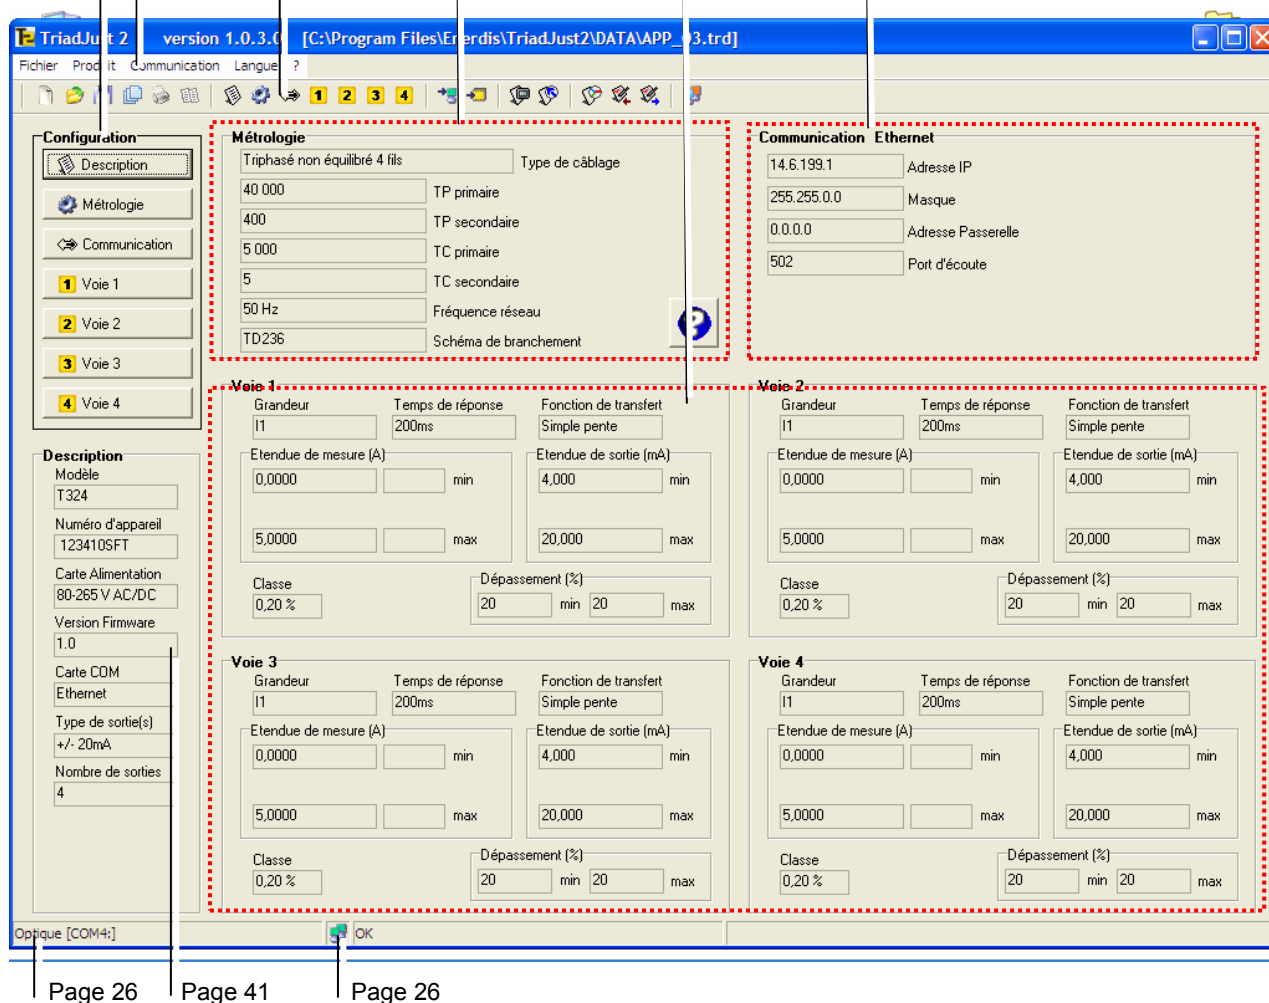 TriadJust 2 version 1.0.3.0 [C:\Program Files\Enerdis\TriadJust2\DATA\APP_03.trd]
Fichier Produit Communication Langue ?
1 2 3 4
Configuration
Description
Métrologie
Communication
1 Voie 1
2 Voie 2
3 Voie 3
4 Voie 4
Description
Modèle
T324
Numéro d'appareil
123410SFT
Carte Alimentation
80-265 V AC/DC
Version Firmware
1.0
Carte COM
Ethernet
Type de sortie(s)
+/- 20mA
Nombre de sorties
4
Métrologie
Triphasé non équilibré 4 fils Type de câblage
40 000 TP primaire
400 TP secondaire
5 000 TC primaire
5 TC secondaire
50 Hz Fréquence réseau
TD236 Schéma de branchement
?
Communication Ethernet
14.6.199.1 Adresse IP
255.255.0.0 Masque
0.0.0.0 Adresse Passerelle
502 Port d'écoute
Voie 1
Grandeur Temps de réponse Fonction de transfert
I1 200ms Simple pente
Etendue de mesure (A) Etendue de sortie (mA)
0,0000 min 4,000 min
5,0000 max 20,000 max
Classe Dépassement (%)
0,20 % 20 min 20 max
Voie 2
Grandeur Temps de réponse Fonction de transfert
I1 200ms Simple pente
Etendue de mesure (A) Etendue de sortie (mA)
0,0000 min 4,000 min
5,0000 max 20,000 max
Classe Dépassement (%)
0,20 % 20 min 20 max
Voie 3
Grandeur Temps de réponse Fonction de transfert
I1 200ms Simple pente
Etendue de mesure (A) Etendue de sortie (mA)
0,0000 min 4,000 min
5,0000 max 20,000 max
Classe Dépassement (%)
0,20 % 20 min 20 max
Voie 4
Grandeur Temps de réponse Fonction de transfert
I1 200ms Simple pente
Etendue de mesure (A) Etendue de sortie (mA)
0,0000 min 4,000 min
5,0000 max 20,000 max
Classe Dépassement (%)
0,20 % 20 min 20 max
Optique [COM4:] OK
Page 26 Page 41 Page 26